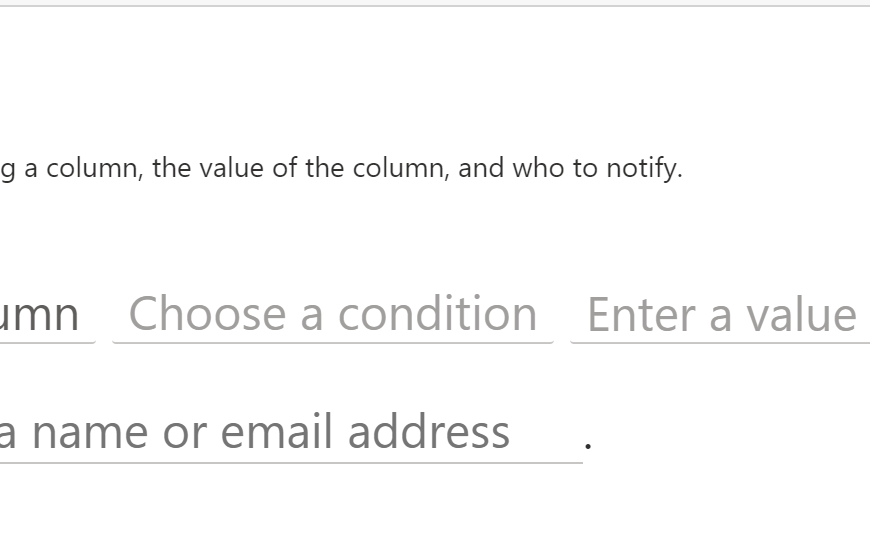 g a column, the value of the column, and who to notify.
umn Choose a condition Enter a value
a name or email address .